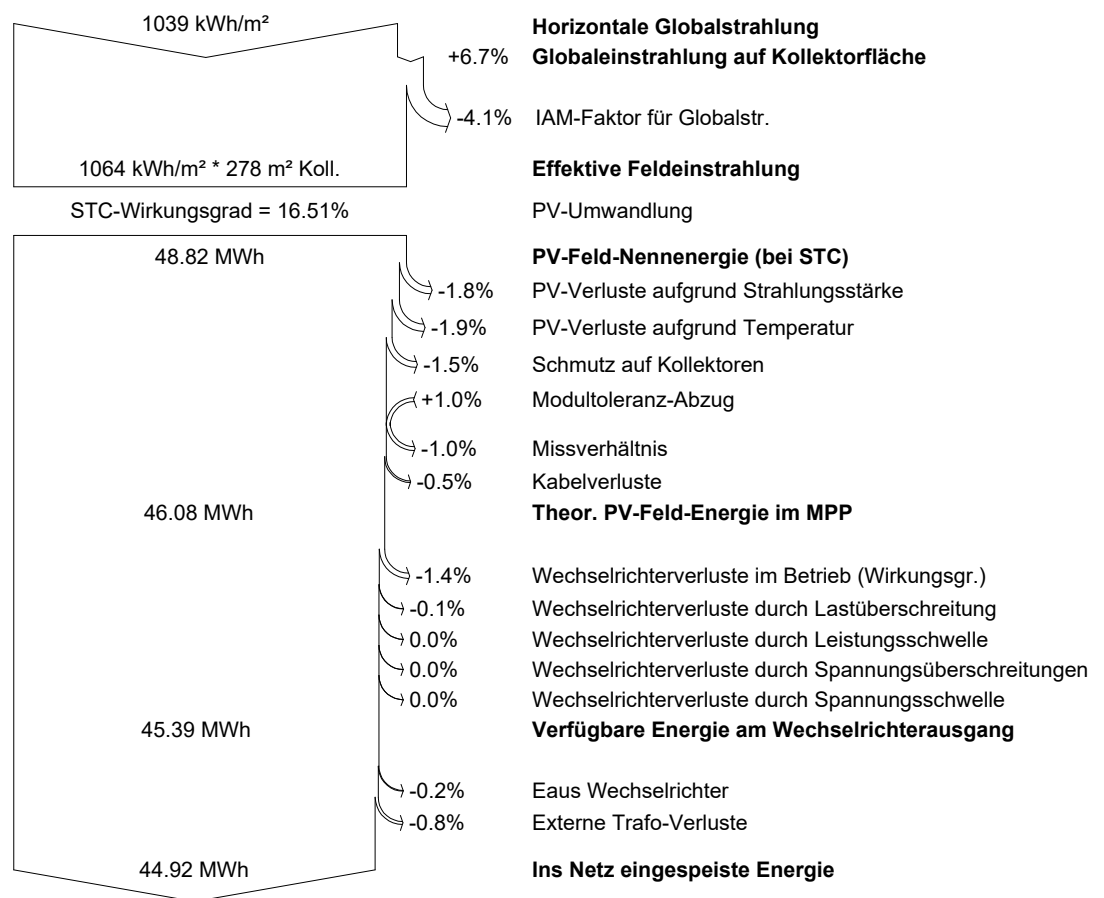 1039 kWh/m² Horizontale Globalstrahlung
+6.7% Globaleinstrahlung auf Kollektorfläche
-4.1% IAM-Faktor für Globalstr.
1064 kWh/m² * 278 m² Koll. Effektive Feldeinstrahlung
STC-Wirkungsgrad = 16.51% PV-Umwandlung
48.82 MWh PV-Feld-Nennenergie (bei STC)
-1.8% PV-Verluste aufgrund Strahlungsstärke
-1.9% PV-Verluste aufgrund Temperatur
-1.5% Schmutz auf Kollektoren
+1.0% Modultoleranz-Abzug
-1.0% Missverhältnis
-0.5% Kabelverluste
46.08 MWh Theor. PV-Feld-Energie im MPP
-1.4% Wechselrichterverluste im Betrieb (Wirkungsgr.)
-0.1% Wechselrichterverluste durch Lastüberschreitung
0.0% Wechselrichterverluste durch Leistungsschwelle
0.0% Wechselrichterverluste durch Spannungsüberschreitungen
0.0% Wechselrichterverluste durch Spannungsschwelle
45.39 MWh Verfügbare Energie am Wechselrichterausgang
-0.2% Eaus Wechselrichter
-0.8% Externe Trafo-Verluste
44.92 MWh Ins Netz eingespeiste Energie